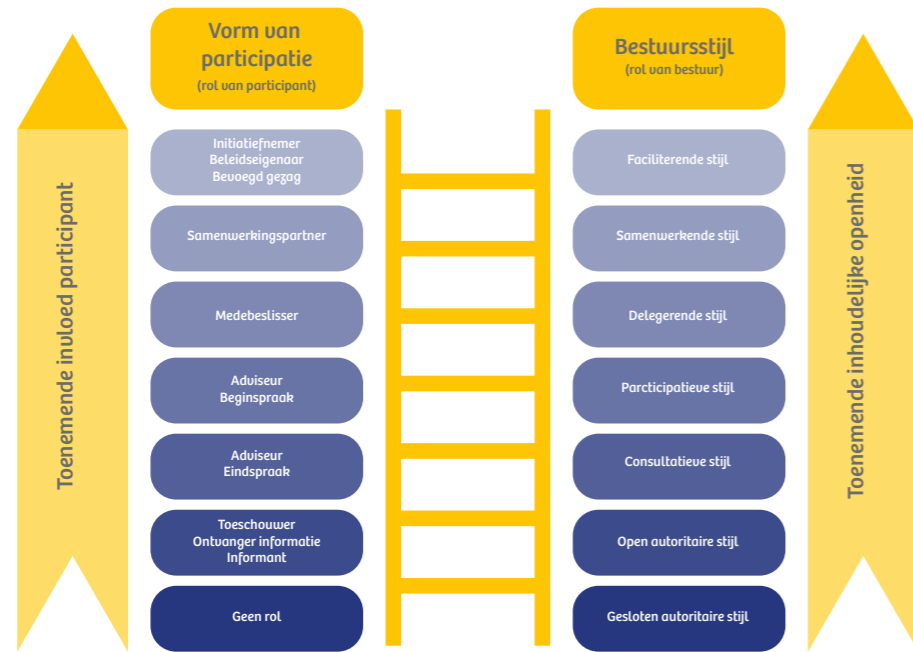 Vorm van
participatie
(rol van participant)
Bestuursstijl
(rol van bestuur)
Toenemende invloed participant
Initiatiefnemer
Beleidseigenaar
Bevoegd gezag
Faciliterende stijl
Samenwerkingspartner
Samenwerkende stijl
Medebeslisser
Delegerende stijl
Adviseur
Beginspraak
Parcticipatieve stijl
Adviseur
Eindspraak
Consultatieve stijl
Toeschouwer
Ontvanger informatie
Informant
Open autoritaire stijl
Geen rol
Gesloten autoritaire stijl
Toenemende inhoudelijke openheid